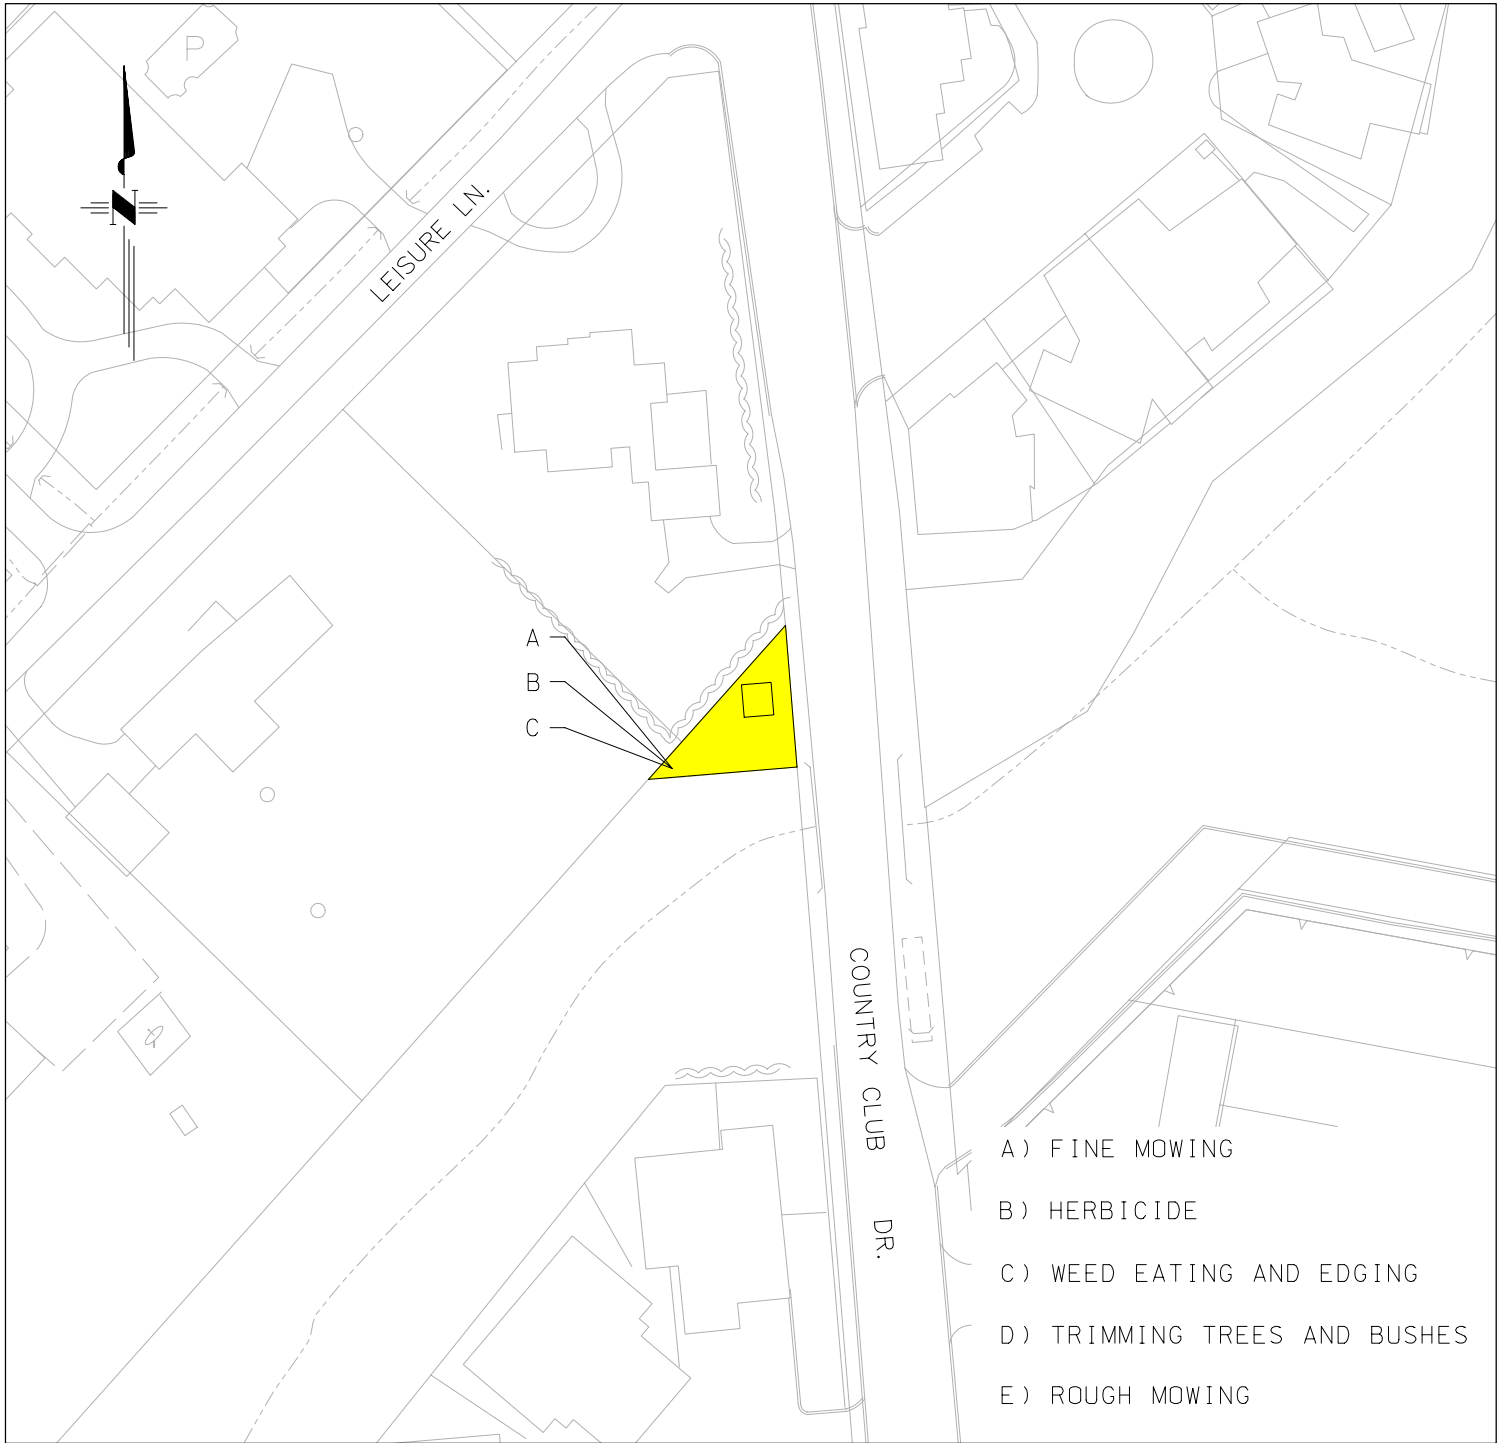 P
LEISURE LN.
A
B
C
COUNTRY CLUB DR.
A) FINE MOWING
B) HERBICIDE
C) WEED EATING AND EDGING
D) TRIMMING TREES AND BUSHES
E) ROUGH MOWING